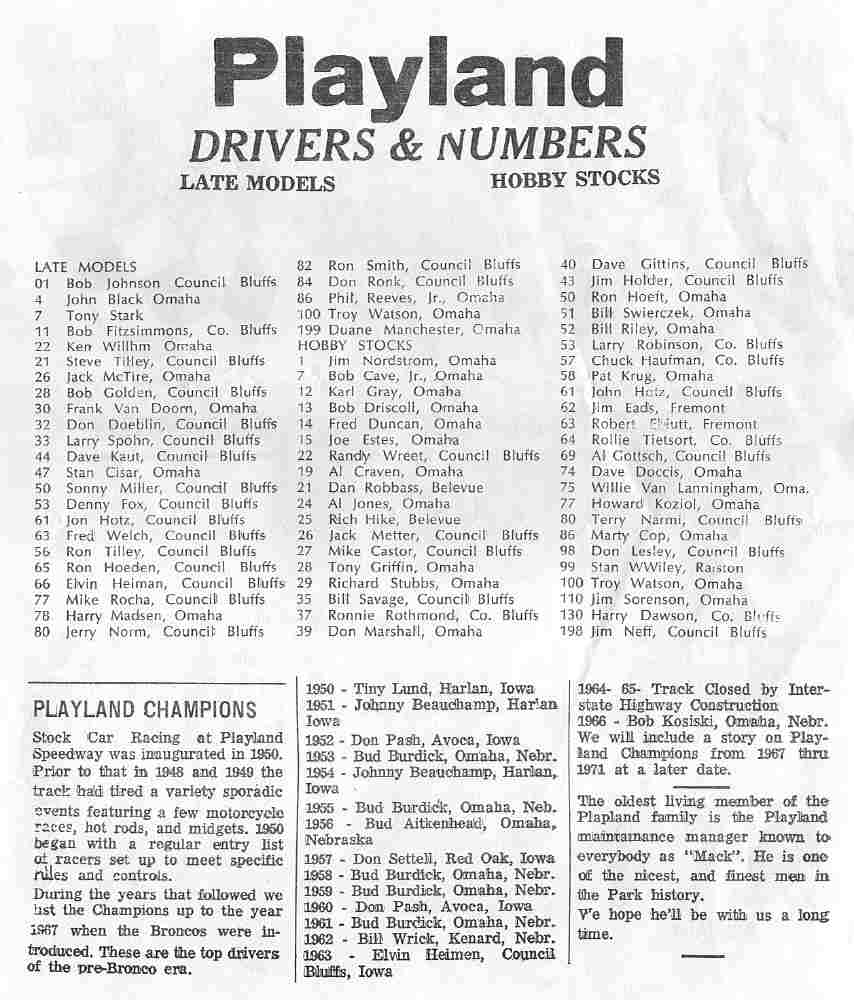 Playland
DRIVERS & NUMBERS
LATE MODELS
HOBBY STOCKS
LATE MODELS
01 Bob Johnson Council Bluffs
4 John Black Omaha
7 Tony Stark
11 Bob Fitzsimmons, Co. Bluffs
22 Ken Willhm Omaha
21 Steve Tilley, Council Bluffs
26 Jack McTire, Omaha
28 Bob Golden, Council Bluffs
30 Frank Van Doom, Omaha
32 Don Doeblin, Council Bluffs
33 Larry Spohn, Council Bluffs
44 Dave Kaut, Council Bluffs
47 Stan Cisar, Omaha
50 Sonny Miller, Council Bluffs
53 Denny Fox, Council Bluffs
61 Jon Hotz, Council Bluffs
63 Fred Welch, Council Bluffs
56 Ron Tilley, Council Bluffs
65 Ron Hoeden, Council Bluffs
66 Elvin Heiman, Council Bluffs
77 Mike Rocha, Council Bluffs
78 Harry Madsen, Omaha
80 Jerry Norm, Council Bluffs
82 Ron Smith, Council Bluffs
84 Don Ronk, Council Bluffs
86 Phil, Reeves, Jr., Omaha
100 Troy Watson, Omaha
199 Duane Manchester, Omaha
HOBBY STOCKS
1 Jim Nordstrom, Omaha
7 Bob Cave, Jr., Omaha
12 Karl Gray, Omaha
13 Bob Driscoll, Omaha
14 Fred Duncan, Omaha
15 Joe Estes, Omaha
22 Randy Wreet, Council Bluffs
19 Al Craven, Omaha
21 Dan Robbass, Belevue
24 Al Jones, Omaha
25 Rich Hike, Belevue
26 Jack Metter, Council Bluffs
27 Mike Castor, Council Bluffs
28 Tony Griffin, Omaha
29 Richard Stubbs, Omaha
35 Bill Savage, Council Bluffs
37 Ronnie Rothmond, Co. Bluffs
39 Don Marshall, Omaha
40 Dave Gittins, Council Bluffs
43 Jim Holder, Council Bluffs
50 Ron Hoeft, Omaha
51 Bill Swierczek, Omaha
52 Bill Riley, Omaha
53 Larry Robinson, Co. Bluffs
57 Chuck Haufman, Co. Bluffs
58 Pat Krug, Omaha
61 John Hotz, Council Bluffs
62 Jim Eads, Fremont
63 Robert Fremont
64 Rollie Tietsort, Co. Bluffs
69 Al Gottsch, Council Bluffs
74 Dave Doccis, Omaha
75 Willie Van Lanningham, Oma.
77 Howard Koziol, Omaha
80 Terry Narmi, Council Bluffs
86 Marty Cop, Omaha
98 Don Lesley, Council Bluffs
99 Stan WWiley, Ralston
100 Troy Watson, Omaha
110 Jim Sorenson, Omaha
130 Harry Dawson, Co. Bluffs
198 Jim Neff, Council Bluffs
PLAYLAND CHAMPIONS
Stock Car Racing at Playland
Speedway was inaugurated in 1950.
Prior to that in 1948 and 1949 the
track had tired a variety sporadic
events featuring a few motorcycle
races, hot rods, and midgets. 1950
began with a regular entry list
of racers set up to meet specific
rules and controls.
During the years that followed we
list the Champions up to the year
1967 when the Broncos were in-
troduced. These are the top drivers
of the pre-Bronco era.
1950 - Tiny Lund, Harlan, Iowa
1951 - Johnny Beauchamp, Harlan
Iowa
1952 - Don Pash, Avoca, Iowa
1953 - Bud Burdick, Omaha, Nebr.
1954 - Johnny Beauchamp, Harlan,
Iowa
1955 - Bud Burdick, Omaha, Neb.
1956 - Bud Aitkenhead, Omaha,
Nebraska
1957 - Don Settell, Red Oak, Iowa
1958 - Bud Burdick, Omaha, Nebr.
1959 - Bud Burdick, Omaha, Nebr.
1960 - Don Pash, Avoca, Iowa
1961 - Bud Burdick, Omaha, Nebr.
1962 - Bill Wrick, Kenard, Nebr.
1963 - Elvin Heimen, Council
Bluffs, Iowa
1964- 65- Track Closed by Inter-
state Highway Construction
1966 - Bob Kosiski, Omaha, Nebr.
We will include a story on Play-
land Champions from 1967 thru
1971 at a later date.
The oldest living member of the
Plapland family is the Playland
maintamance manager known to
everybody as "Mack". He is one
of the nicest, and finest men in
the Park history.
We hope he'll be with us a long
time.